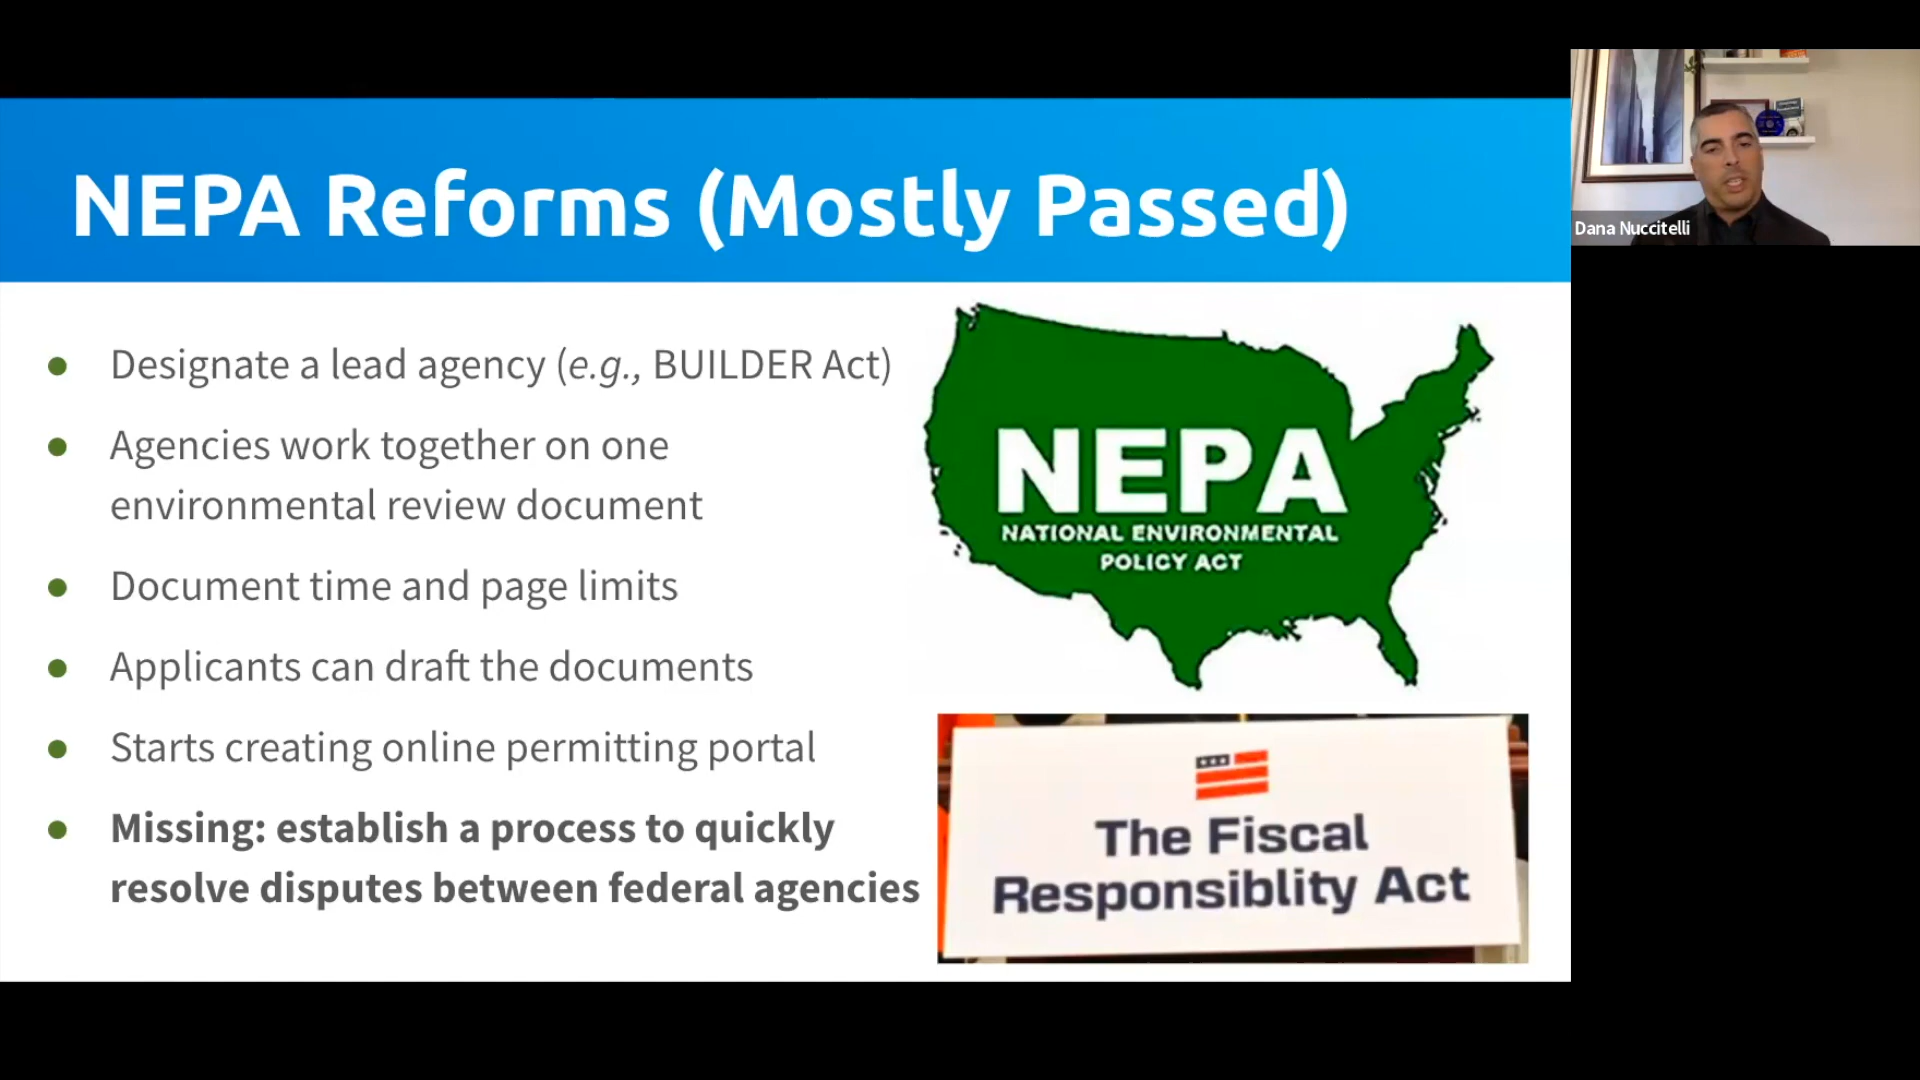 NEPA Reforms (Mostly Passed)
Dana Nuccitelli
● Designate a lead agency (e.g., BUILDER Act)
● Agencies work together on one
environmental review document
● Document time and page limits
● Applicants can draft the documents
● Starts creating online permitting portal
● Missing: establish a process to quickly
resolve disputes between federal agencies
NEPA
NATIONAL ENVIRONMENTAL
POLICY ACT
The Fiscal
Responsiblity Act